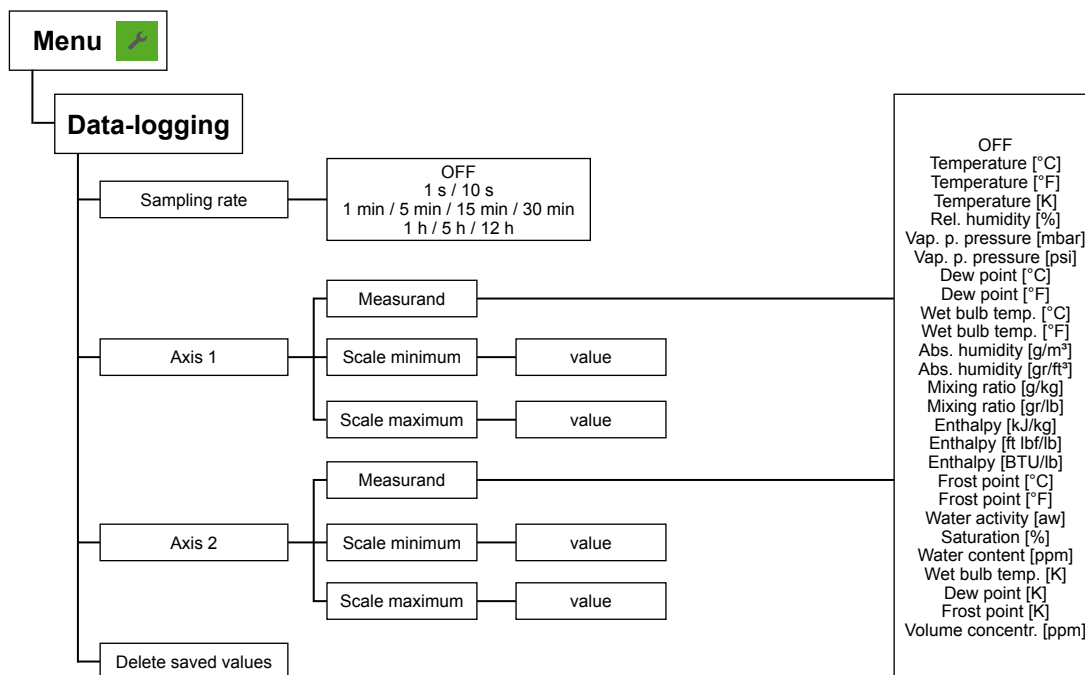 Menu
Data-logging
Sampling rate
OFF
1 s / 10 s
1 min / 5 min / 15 min / 30 min
1 h / 5 h / 12 h
Axis 1
Measurand
Scale minimum
value
Scale maximum
value
Axis 2
Measurand
Scale minimum
value
Scale maximum
value
Delete saved values
OFF
Temperature [°C]
Temperature [°F]
Temperature [K]
Rel. humidity [%]
Vap. p. pressure [mbar]
Vap. p. pressure [psi]
Dew point [°C]
Dew point [°F]
Wet bulb temp. [°C]
Wet bulb temp. [°F]
Abs. humidity [g/m³]
Abs. humidity [gr/ft³]
Mixing ratio [g/kg]
Mixing ratio [gr/lb]
Enthalpy [kJ/kg]
Enthalpy [ft lbf/lb]
Enthalpy [BTU/lb]
Frost point [°C]
Frost point [°F]
Water activity [aw]
Saturation [%]
Water content [ppm]
Wet bulb temp. [K]
Dew point [K]
Frost point [K]
Volume concentr. [ppm]